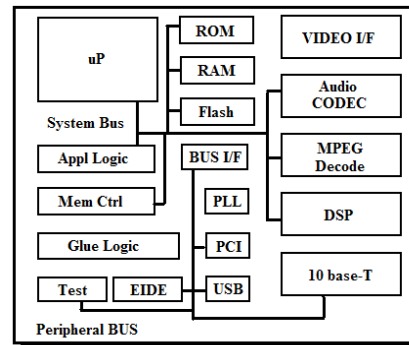 uP
ROM
VIDEO I/F
RAM
Audio
CODEC
Flash
System Bus
Appl Logic
BUS I/F
MPEG
Decode
Mem Ctrl
PLL
DSP
Glue Logic
PCI
10 base-T
Test
EIDE
USB
Peripheral BUS